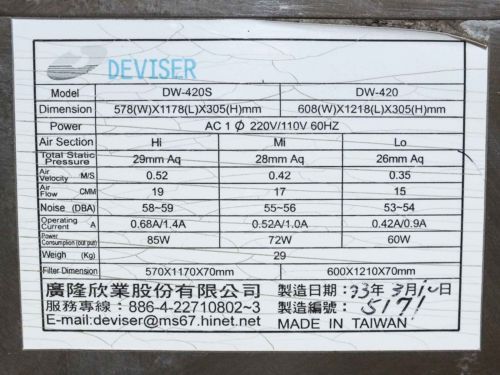 DEVISER
Model DW-420S DW-420
Dimension 578(W)X1178(L)X305(H)mm 608(W)X1218(L)X305(H)mm
Power AC 1 Ø 220V/110V 60HZ
Air Section Hi Mi Lo
Total Static Pressure 29mm Aq 28mm Aq 26mm Aq
Air Velocity M/S 0.52 0.42 0.35
Air Flow CMM 19 17 15
Noise (DBA) 58~59 55~56 53~54
Operating Current A 0.68A/1.4A 0.52A/1.0A 0.42A/0.9A
Power Consumption (out put) 85W 72W 60W
Weigh (Kg) 29
Filter Dimension 570X1170X70mm 600X1210X70mm
廣隆欣業股份有限公司 製造日期: 93年 3月10日
服務專線: 886-4-22710802~3 製造編號: 5171
E-mail:deviser@ms67.hinet.net MADE IN TAIWAN